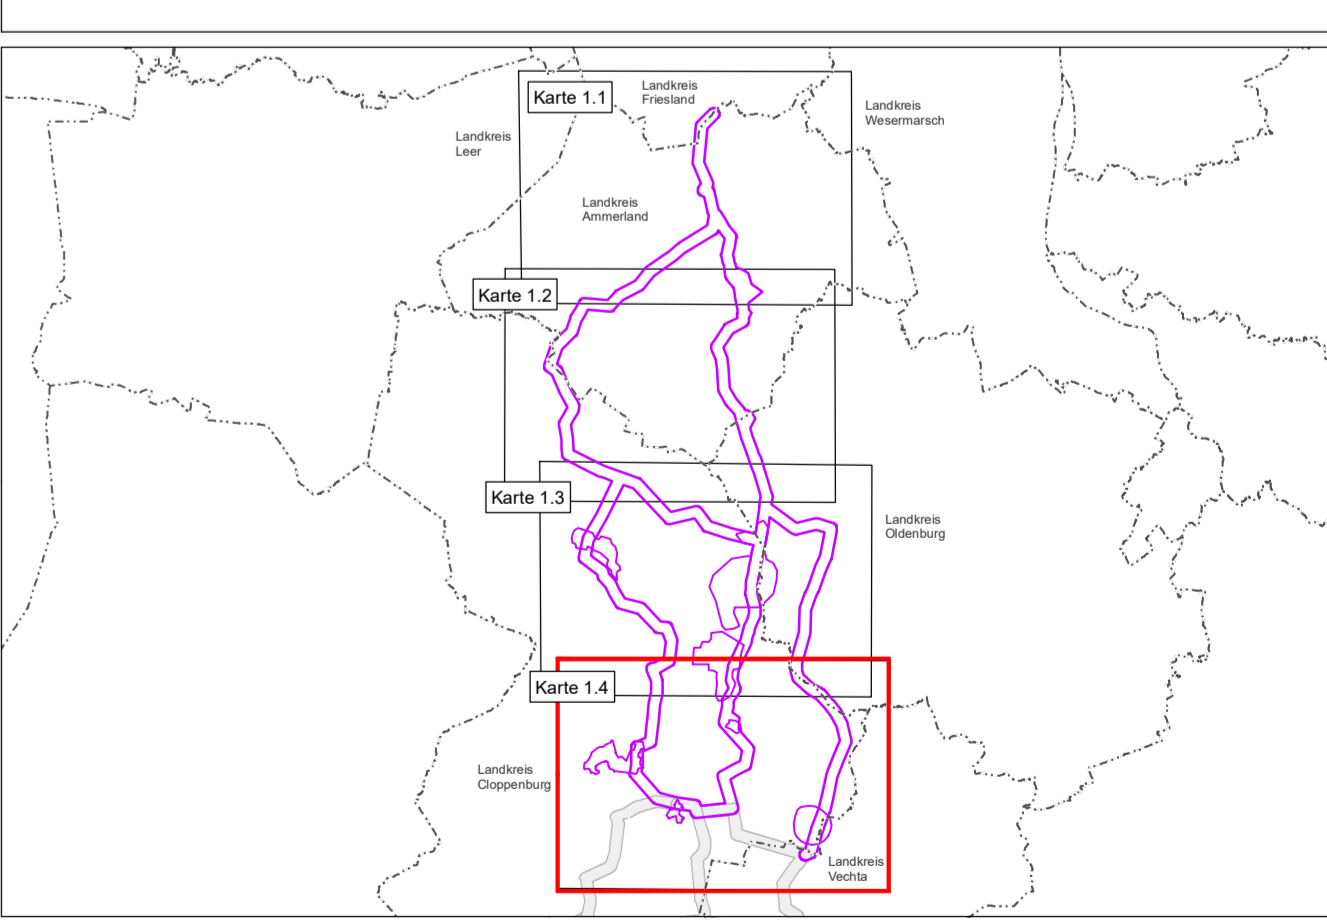 Karte 1.1
Landkreis
Friesland
Landkreis
Wesermarsch
Landkreis
Leer
Landkreis
Ammerland
Karte 1.2
Karte 1.3
Landkreis
Oldenburg
Karte 1.4
Landkreis
Cloppenburg
Landkreis
Vechta